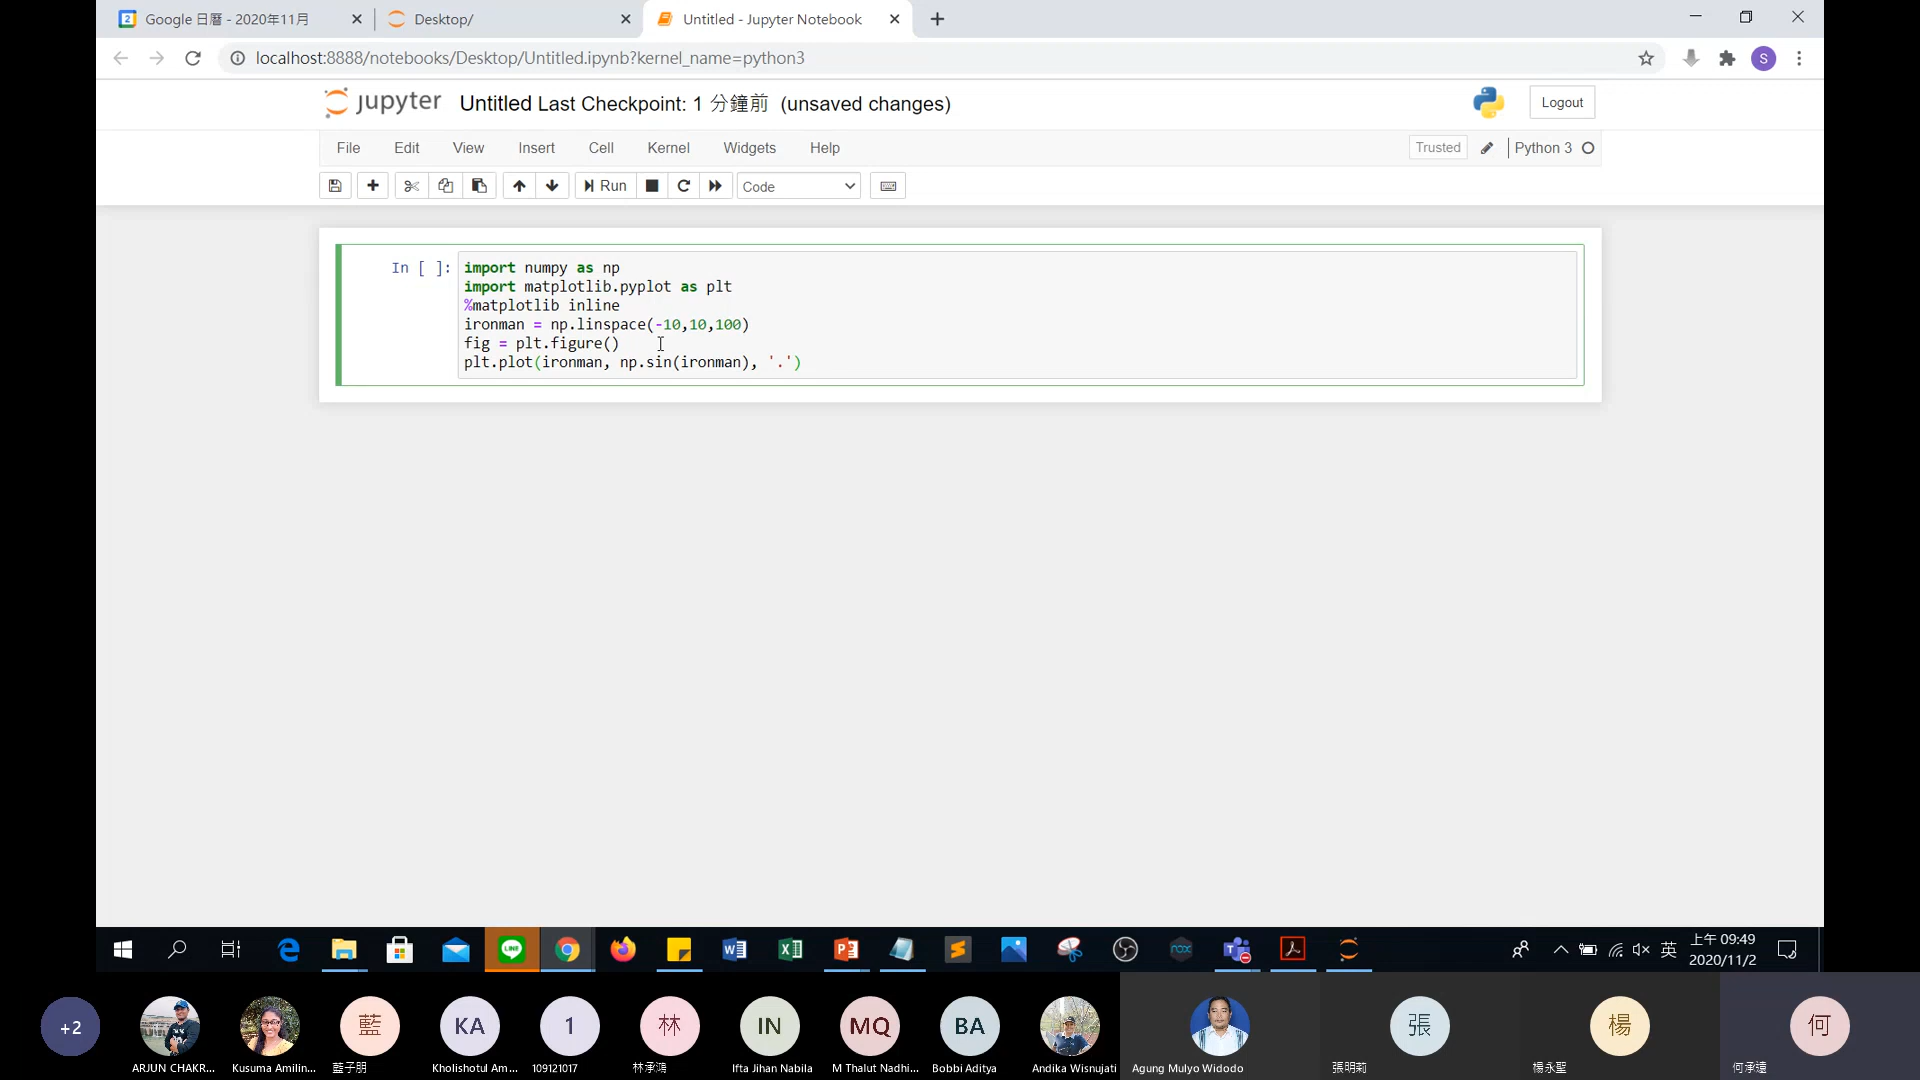 Google 日曆 - 2020年11月
Desktop/
Untitled - Jupyter Notebook
localhost:8888/notebooks/Desktop/Untitled.ipynb?kernel_name=python3
S
jupyter
Untitled Last Checkpoint: 1 分鐘前 (unsaved changes)
Logout
File Edit View Insert Cell Kernel Widgets Help
Trusted
Python 3
Run
Code
In [ ]:
import numpy as np
import matplotlib.pyplot as plt
%matplotlib inline
ironman = np.linspace(-10,10,100)
fig = plt.figure()
plt.plot(ironman, np.sin(ironman), '.')
英
上午 09:49
2020/11/2
+2
藍
KA
1
林
IN
MQ
BA
張
楊
何
ARJUN CHAKR...
Kusuma Amilin...
藍子朋
Kholishotul Am...
109121017
林承鴻
Ifta Jihan Nabila
M Thalut Nadhi...
Bobbi Aditya
Andika Wisnujati
Agung Mulyo Widodo
張明莉
楊永聖
何承遠